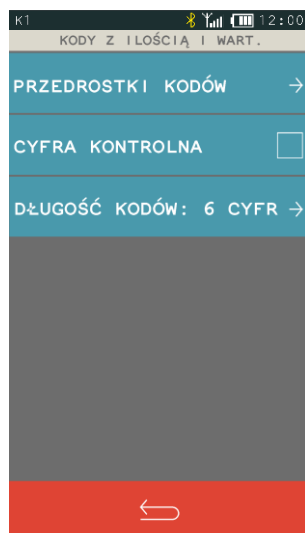 K1 12:00
KODY Z ILOŚCIĄ I WART.
PRZEDROSTKI KODÓW
CYFRA KONTROLNA
DŁUGOŚĆ KODÓW: 6 CYFR